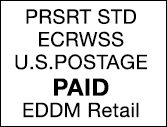 PRSRT STD
ECRWSS
U.S.POSTAGE
PAID
EDDM Retail